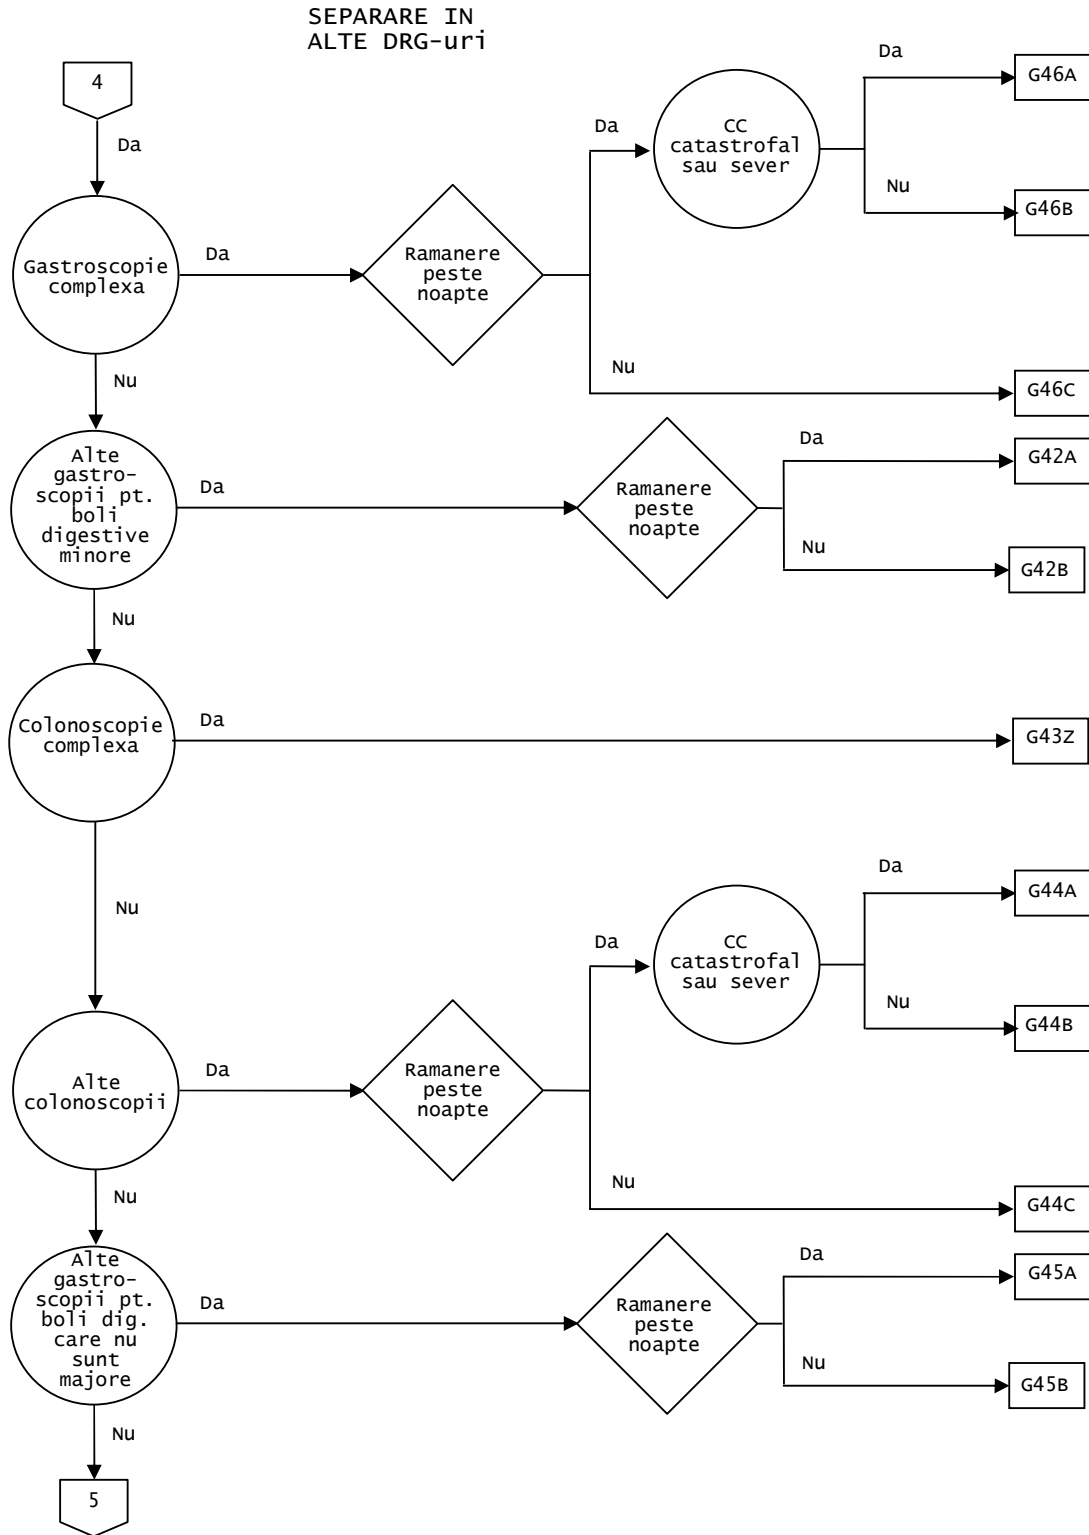 SEPARARE IN
ALTE DRG-uri
4
Da
Gastroscopie
complexa
Da
Ramanere
peste
noapte
Da
CC
catastrofal
sau sever
Da
G46A
Nu
G46B
Nu
G46C
Nu
Alte
gastro-
scopii pt.
boli
digestive
minore
Da
Ramanere
peste
noapte
Da
G42A
Nu
G42B
Nu
Colonoscopie
complexa
Da
G43Z
Nu
Alte
colonoscopii
Da
Ramanere
peste
noapte
Da
CC
catastrofal
sau sever
Da
G44A
Nu
G44B
Nu
G44C
Nu
Alte
gastro-
scopii pt.
boli dig.
care nu
sunt
majore
Da
Ramanere
peste
noapte
Da
G45A
Nu
G45B
Nu
5